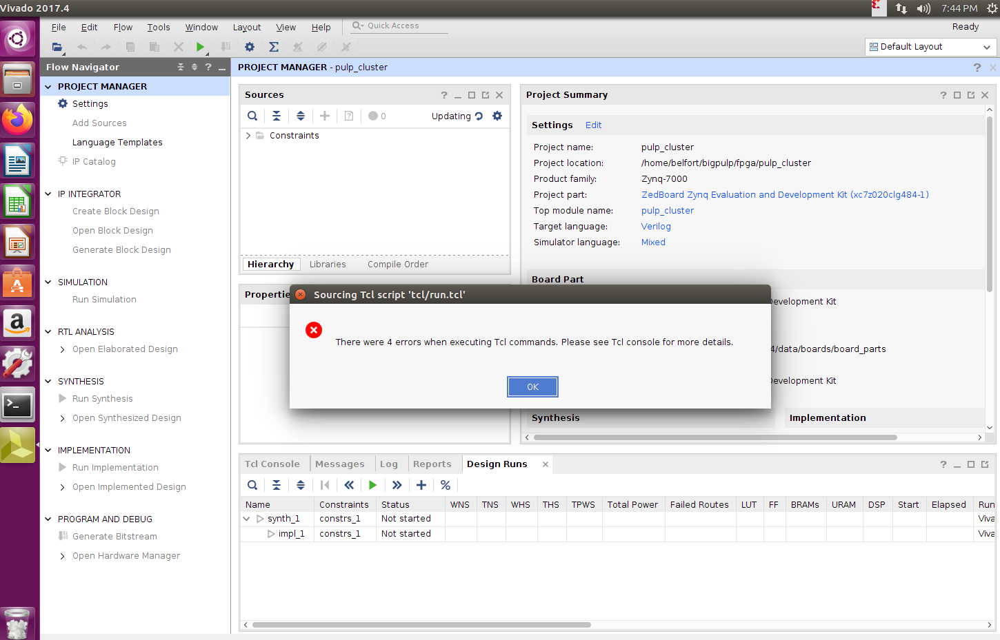 Vivado 2017.4
7:44 PM
File Edit Flow Tools Window Layout View Help Quick Access Ready
Default Layout
Flow Navigator ? _
PROJECT MANAGER
Settings
Add Sources
Language Templates
IP Catalog
IP INTEGRATOR
Create Block Design
Open Block Design
Generate Block Design
SIMULATION
Run Simulation
RTL ANALYSIS
Open Elaborated Design
SYNTHESIS
Run Synthesis
Open Synthesized Design
IMPLEMENTATION
Run Implementation
Open Implemented Design
PROGRAM AND DEBUG
Generate Bitstream
Open Hardware Manager
PROJECT MANAGER - pulp_cluster
Sources
0 Updating
Constraints
Hierarchy Libraries Compile Order
Propertie
Project Summary
Settings Edit
Project name: pulp_cluster
Project location: /home/belfort/bigpulp/fpga/pulp_cluster
Product family: Zynq-7000
Project part: ZedBoard Zynq Evaluation and Development Kit (xc7z020clg484-1)
Top module name: pulp_cluster
Target language: Verilog
Simulator language: Mixed
Board Part
evelopment Kit
4/data/boards/board_parts
evelopment Kit
Synthesis Implementation
Sourcing Tcl script 'tcl/run.tcl'
There were 4 errors when executing Tcl commands. Please see Tcl console for more details.
OK
Tcl Console Messages Log Reports Design Runs
Name Constraints Status WNS TNS WHS THS TPWS Total Power Failed Routes LUT FF BRAMs URAM DSP Start Elapsed Run
synth_1 constrs_1 Not started Viva
impl_1 constrs_1 Not started Viva